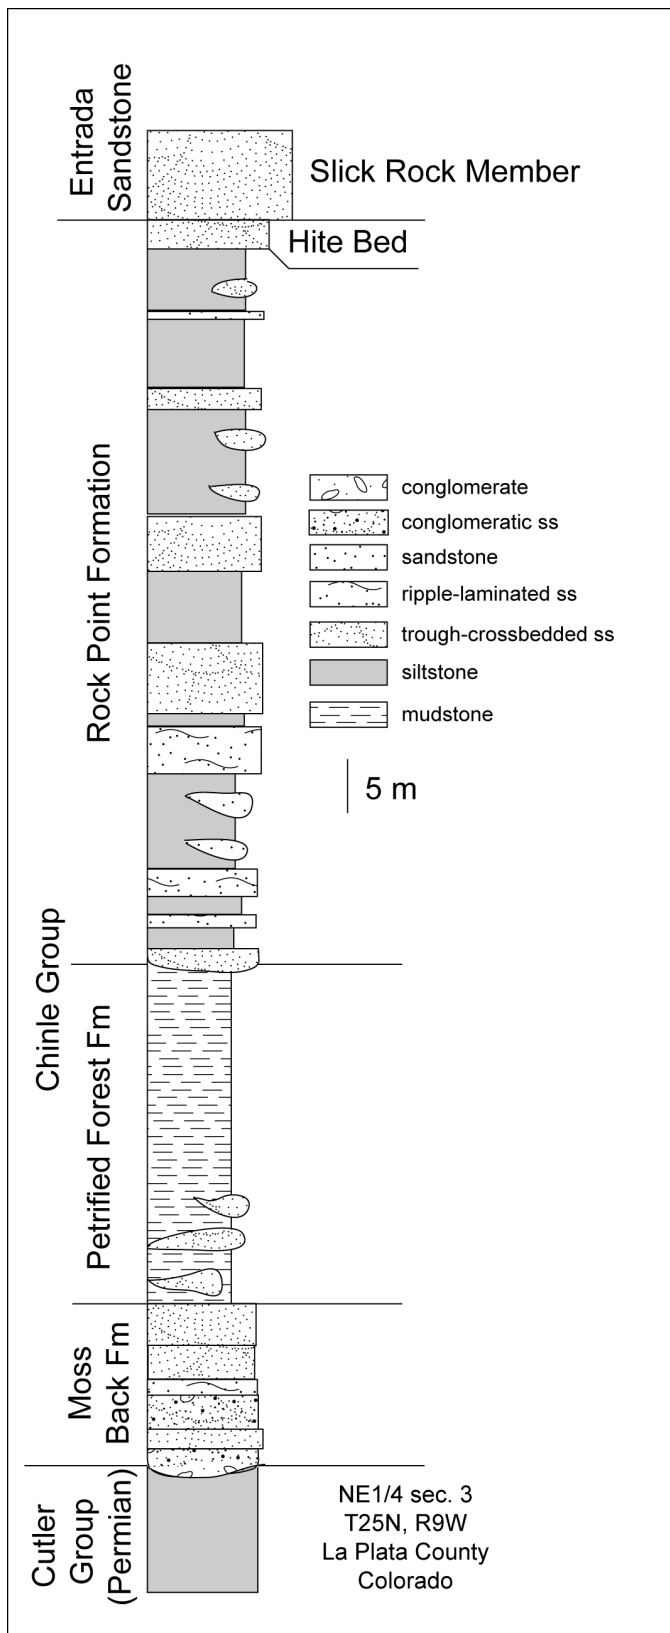 Entrada
Sandstone
Slick Rock Member
Hite Bed
Rock Point Formation
conglomerate
conglomeratic ss
sandstone
ripple-laminated ss
trough-crossbedded ss
siltstone
mudstone
5 m
Chinle Group
Petrified Forest Fm
Moss
Back Fm
Cutler
Group
(Permian)
NE1/4 sec. 3
T25N, R9W
La Plata County
Colorado